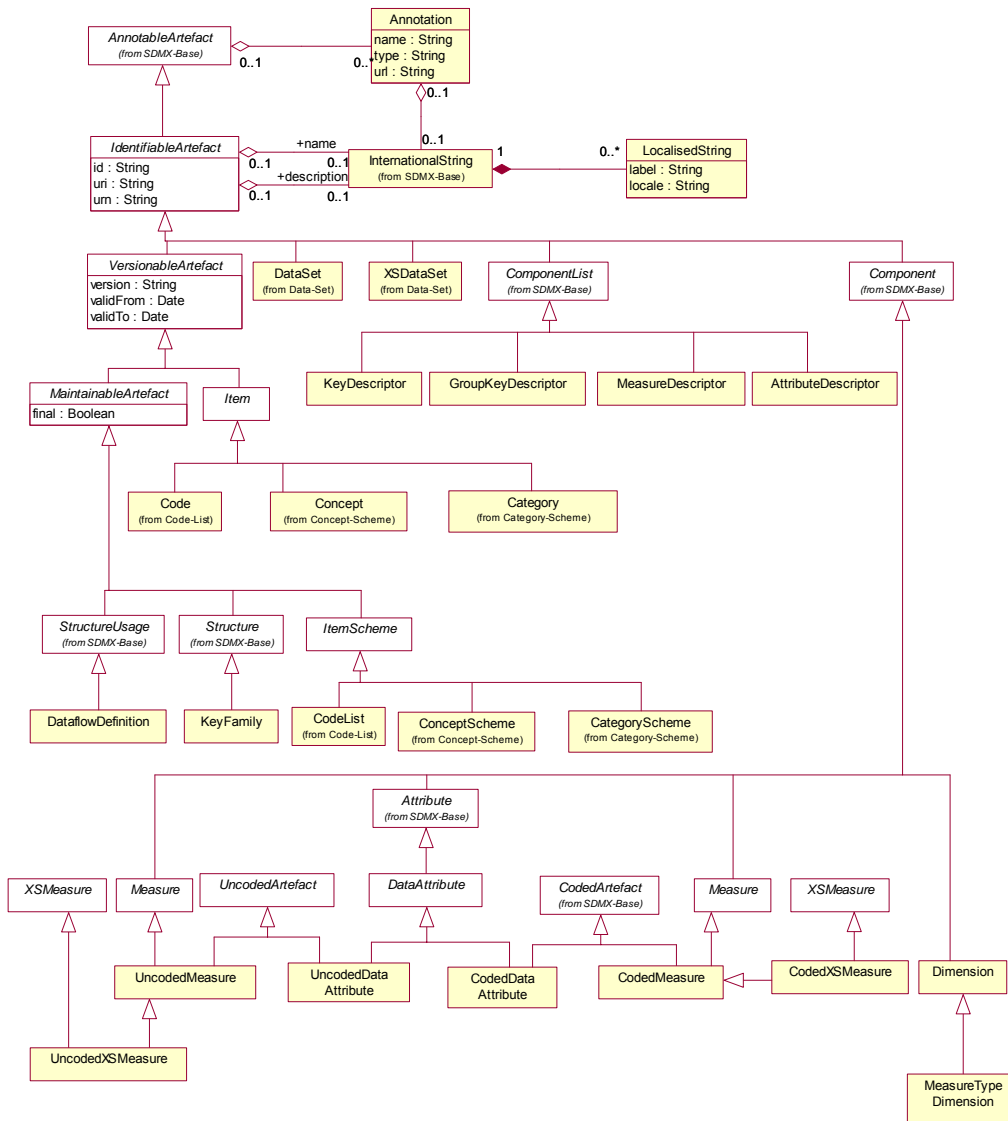 AnnotableArtefact
(from SDMX-Base)
0..1
0..*
Annotation
name : String
type : String
url : String
0..1
0..1
IdentifiableArtefact
id : String
uri : String
urn : String
+name
0..1
0..1
+description
0..1
0..1
InternationalString
(from SDMX-Base)
1
0..*
LocalisedString
label : String
locale : String
VersionableArtefact
version : String
validFrom : Date
validTo : Date
DataSet
(from Data-Set)
XSDataSet
(from Data-Set)
ComponentList
(from SDMX-Base)
Component
(from SDMX-Base)
KeyDescriptor
GroupKeyDescriptor
MeasureDescriptor
AttributeDescriptor
MaintainableArtefact
final : Boolean
Item
Code
(from Code-List)
Concept
(from Concept-Scheme)
Category
(from Category-Scheme)
StructureUsage
(from SDMX-Base)
Structure
(from SDMX-Base)
ItemScheme
DataflowDefinition
KeyFamily
CodeList
(from Code-List)
ConceptScheme
(from Concept-Scheme)
CategoryScheme
(from Category-Scheme)
Attribute
(from SDMX-Base)
XSMeasure
Measure
UncodedArtefact
DataAttribute
CodedArtefact
(from SDMX-Base)
Measure
XSMeasure
UncodedMeasure
UncodedData
Attribute
CodedData
Attribute
CodedMeasure
CodedXSMeasure
Dimension
UncodedXSMeasure
MeasureType
Dimension